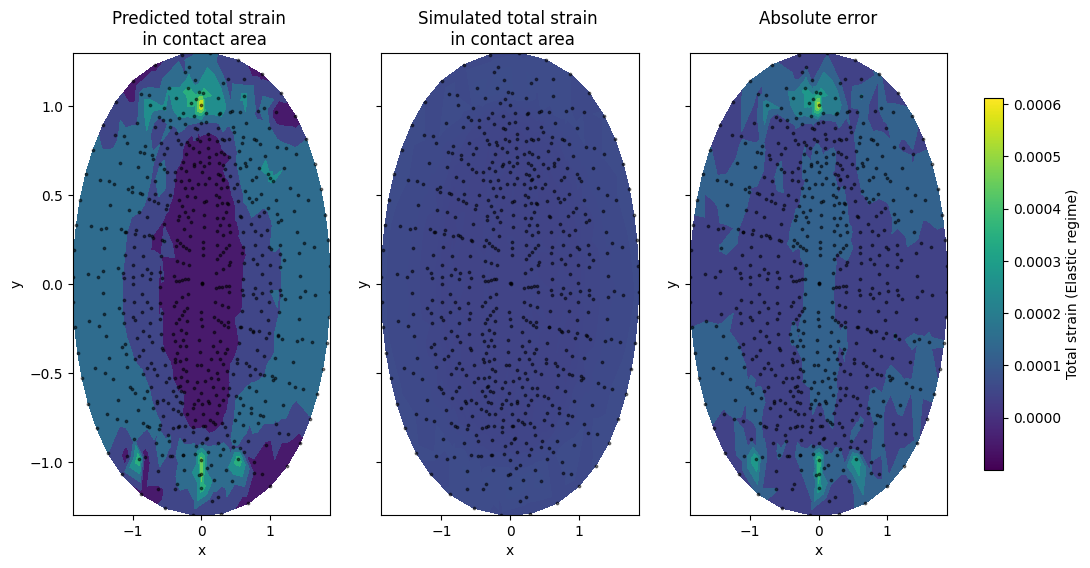 Predicted total strain
in contact area
Simulated total strain
in contact area
Absolute error
1.0
0.5
0.0
−0.5
−1.0
y
−1 0 1
x
y
−1 0 1
x
y
−1 0 1
x
0.0006
0.0005
0.0004
0.0003
0.0002
0.0001
0.0000
Total strain (Elastic regime)